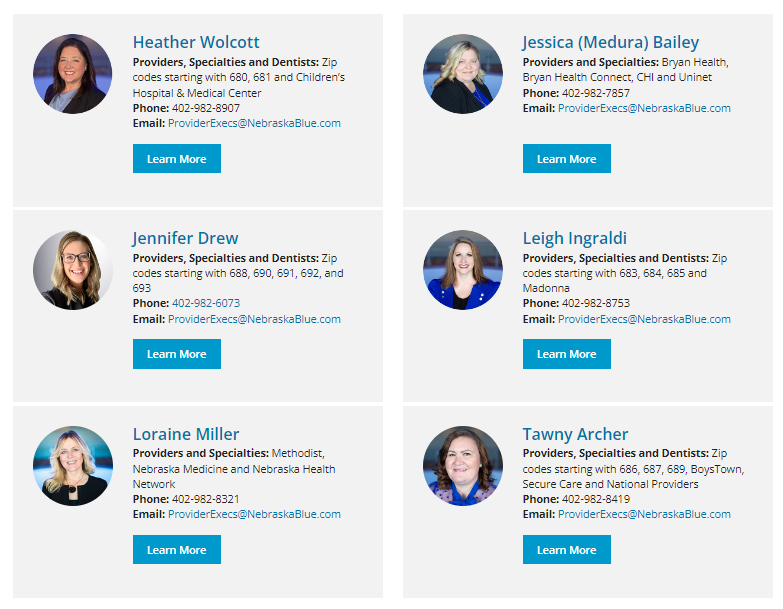 Heather Wolcott
Providers, Specialties and Dentists: Zip
codes starting with 680, 681 and Children's
Hospital & Medical Center
Phone: 402-982-8907
Email: ProviderExecs@NebraskaBlue.com
Learn More
Jessica (Medura) Bailey
Providers and Specialties: Bryan Health,
Bryan Health Connect, CHI and Uninet
Phone: 402-982-7857
Email: ProviderExecs@NebraskaBlue.com
Learn More
Jennifer Drew
Providers, Specialties and Dentists: Zip
codes starting with 688, 690, 691, 692, and
693
Phone: 402-982-6073
Email: ProviderExecs@NebraskaBlue.com
Learn More
Leigh Ingraldi
Providers, Specialties and Dentists: Zip
codes starting with 683, 684, 685 and
Madonna
Phone: 402-982-8753
Email: ProviderExecs@NebraskaBlue.com
Learn More
Loraine Miller
Providers and Specialties: Methodist,
Nebraska Medicine and Nebraska Health
Network
Phone: 402-982-8321
Email: ProviderExecs@NebraskaBlue.com
Learn More
Tawny Archer
Providers, Specialties and Dentists: Zip
codes starting with 686, 687, 689, BoysTown,
Secure Care and National Providers
Phone: 402-982-8419
Email: ProviderExecs@NebraskaBlue.com
Learn More